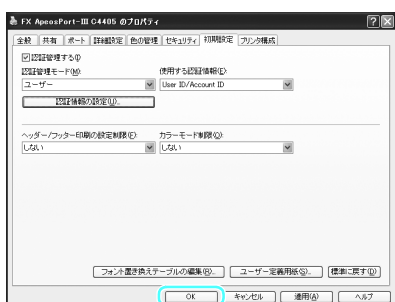 FX ApeosPort-III C4405 のプロパティ
全般 共有 ポート 詳細設定 色の管理 セキュリティ 初期設定 プリンタ構成
認証管理する(I)
認証管理モード(M): 使用する認証情報(E):
ユーザー User ID/Account ID
認証情報の設定(U)...
ヘッダー/フッター印刷の設定制限(F): カラーモード制限(Q):
しない しない
フォント置き換えテーブルの編集(R)... ユーザー定義用紙(S)... 標準に戻す(D)
OK キャンセル 適用(A) ヘルプ